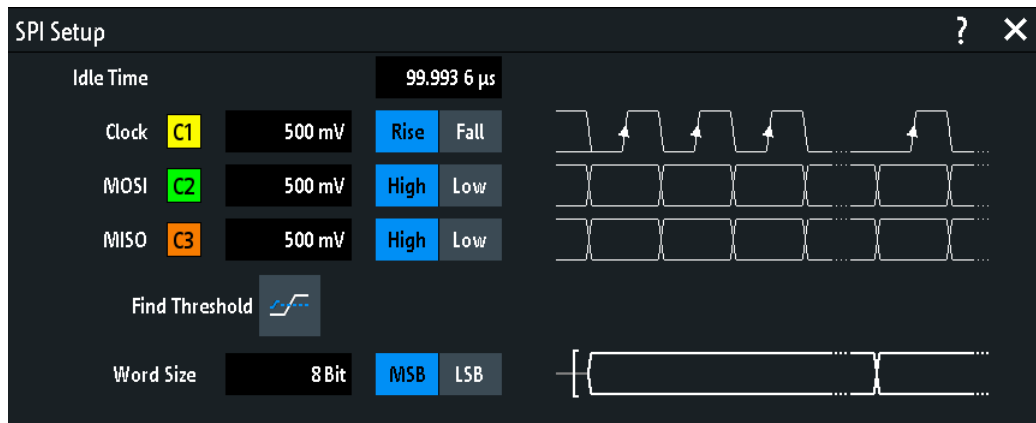 SPI Setup ? ✕
Idle Time 99.993 6 µs
Clock C1 500 mV Rise Fall
MOSI C2 500 mV High Low
MISO C3 500 mV High Low
Find Threshold
Word Size 8 Bit MSB LSB